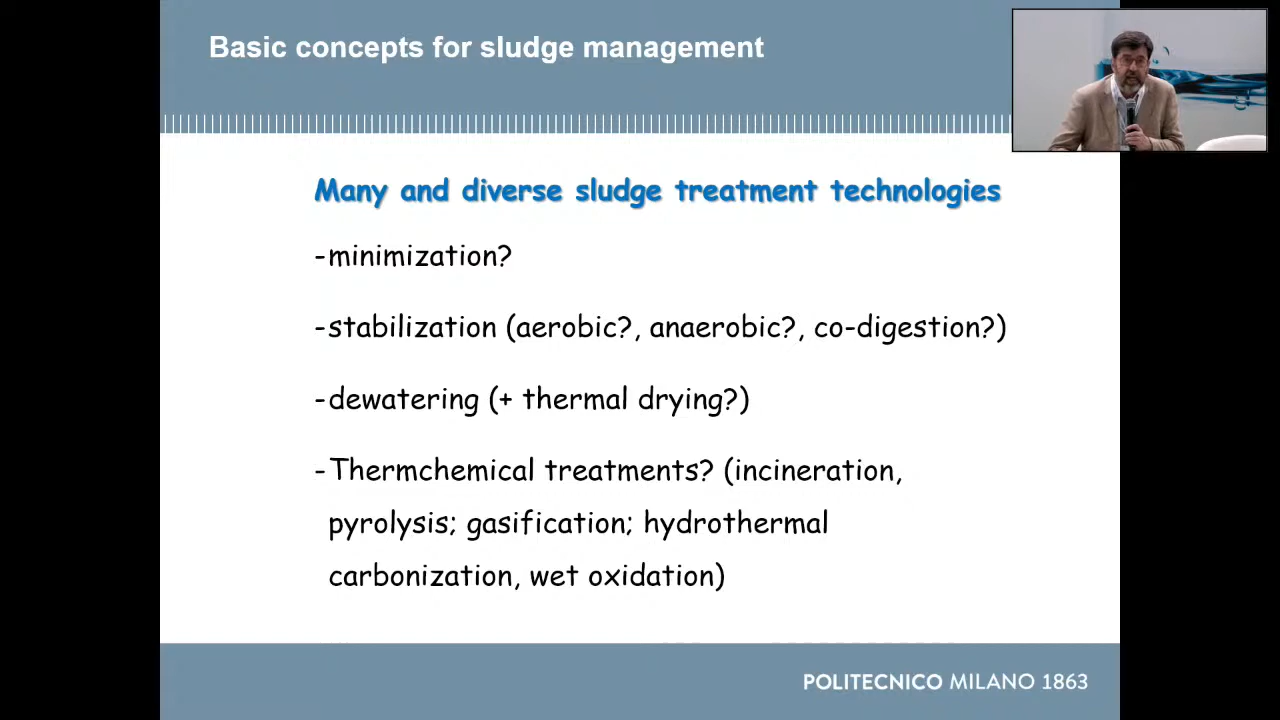 Basic concepts for sludge management
Many and diverse sludge treatment technologies
-minimization?
-stabilization (aerobic?, anaerobic?, co-digestion?)
-dewatering (+ thermal drying?)
-Thermchemical treatments? (incineration,
pyrolysis; gasification; hydrothermal
carbonization, wet oxidation)
POLITECNICO MILANO 1863